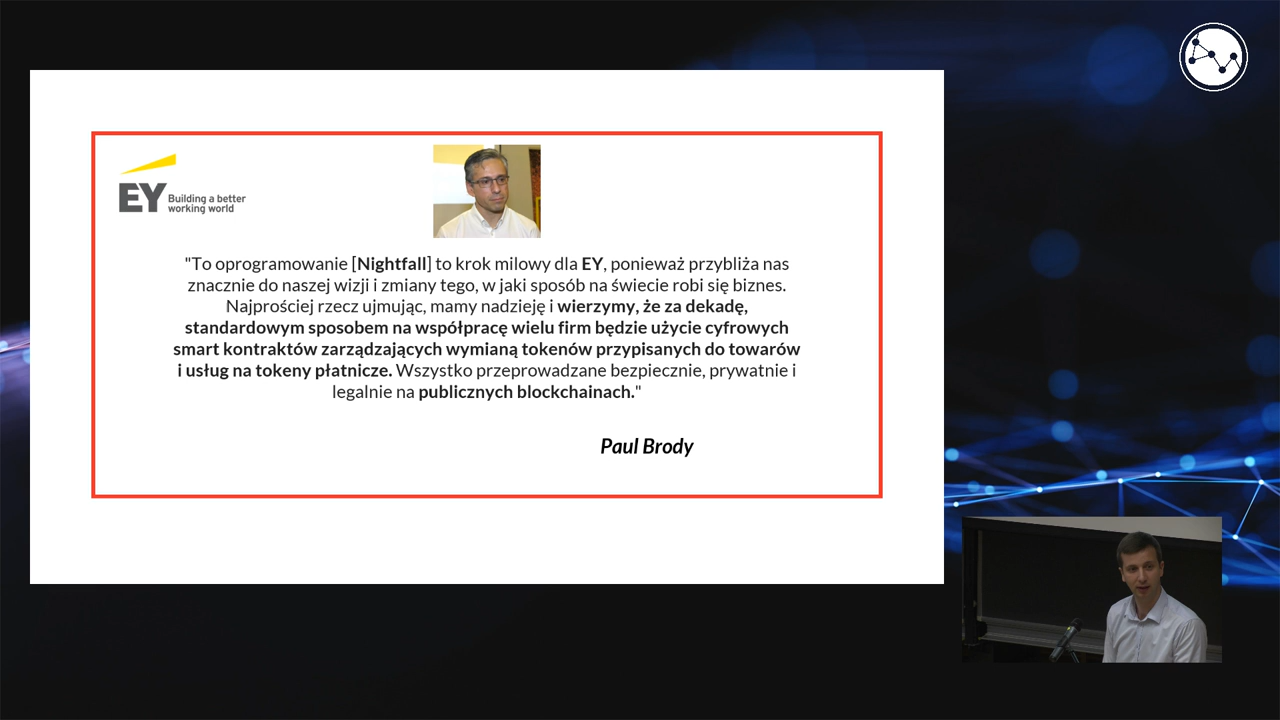 EY Building a better
working world
"To oprogramowanie [Nightfall] to krok milowy dla EY, ponieważ przybliża nas
znacznie do naszej wizji i zmiany tego, w jaki sposób na świecie robi się biznes.
Najprościej rzecz ujmując, mamy nadzieję i wierzymy, że za dekadę,
standardowym sposobem na współpracę wielu firm będzie użycie cyfrowych
smart kontraktów zarządzających wymianą tokenów przypisanych do towarów
i usług na tokeny płatnicze. Wszystko przeprowadzane bezpiecznie, prywatnie i
legalnie na publicznych blockchainach."
Paul Brody